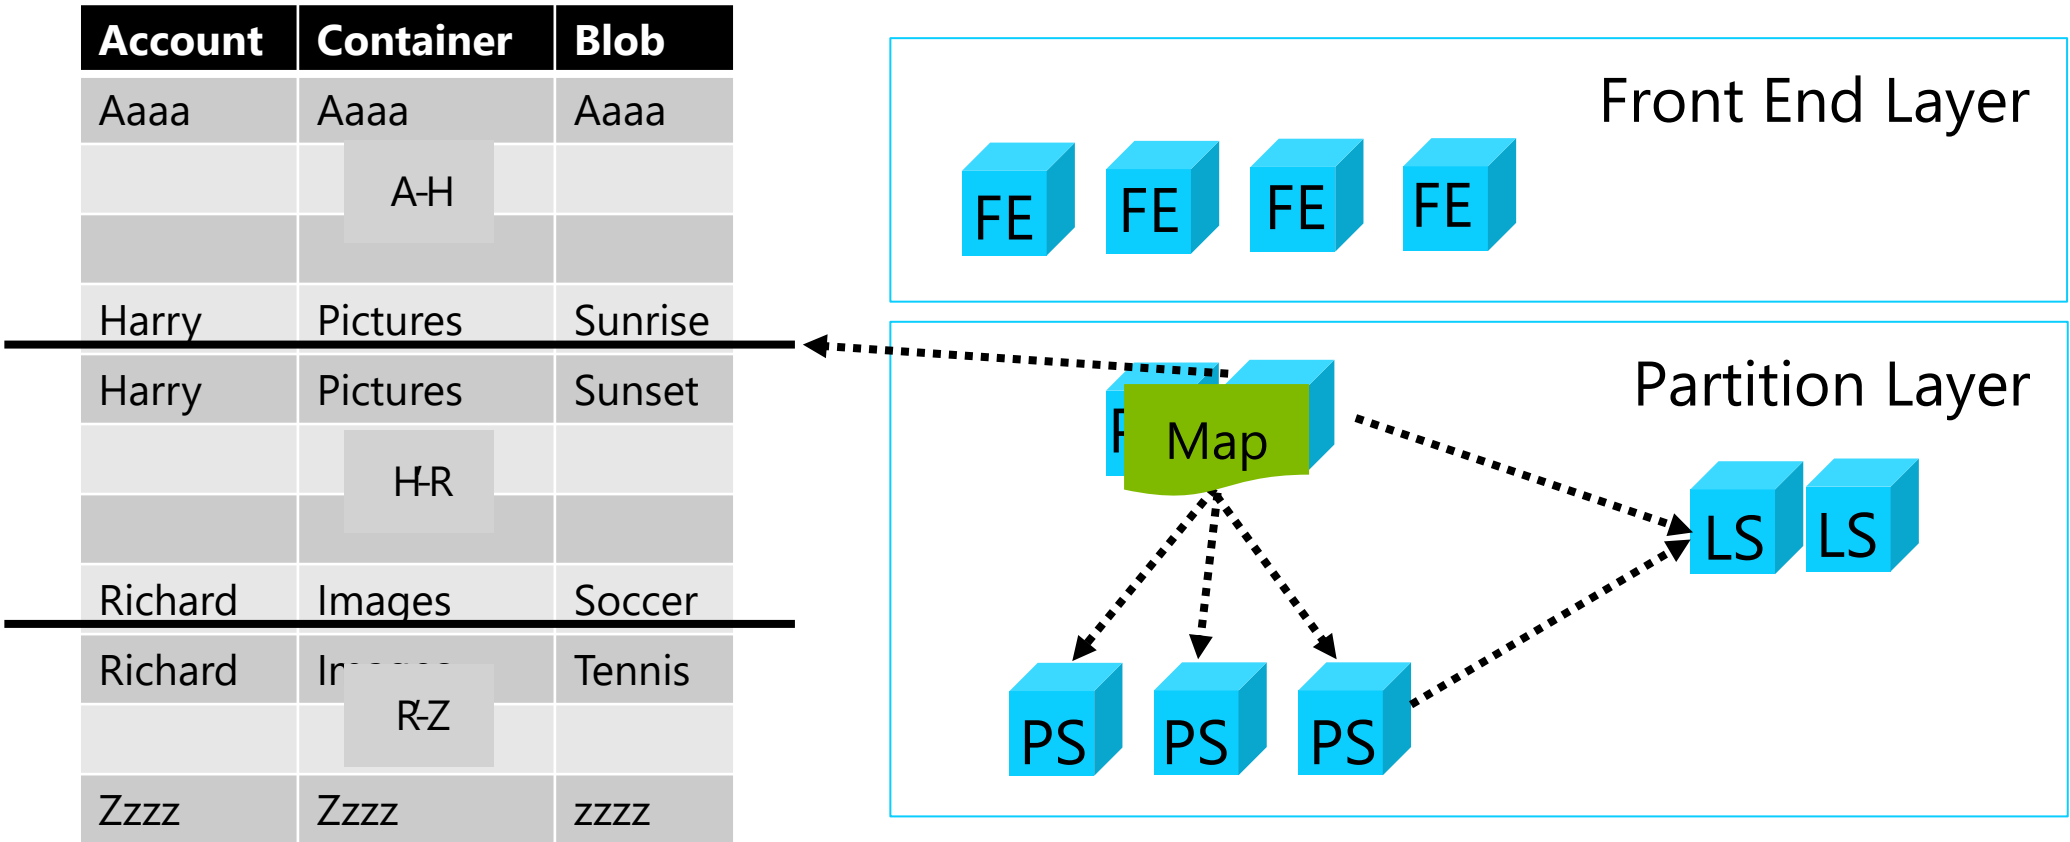 Account Container Blob
Aaaa Aaaa Aaaa
A-H
Harry Pictures Sunrise
Harry Pictures Sunset
H'-R
Richard Images Soccer
Richard Images Tennis
R'-Z
Zzzz Zzzz zzzz
Front End Layer
FE FE FE FE
Partition Layer
Map
LS LS
PS PS PS